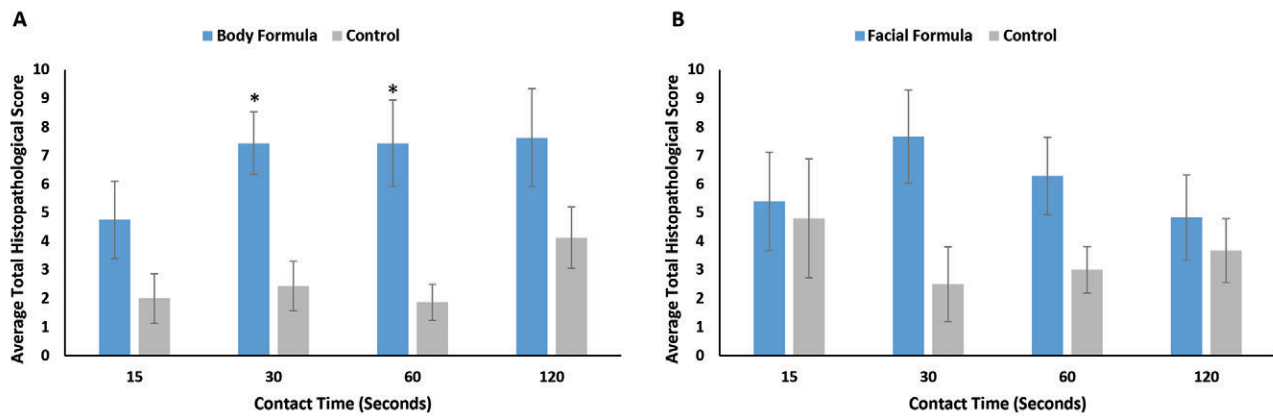 A
Body Formula Control
Average Total Histopathological Score
10
9
8
7
6
5
4
3
2
1
0
* *
15 30 60 120
Contact Time (Seconds)
B
Facial Formula Control
Average Total Histopathological Score
10
9
8
7
6
5
4
3
2
1
0
15 30 60 120
Contact Time (Seconds)